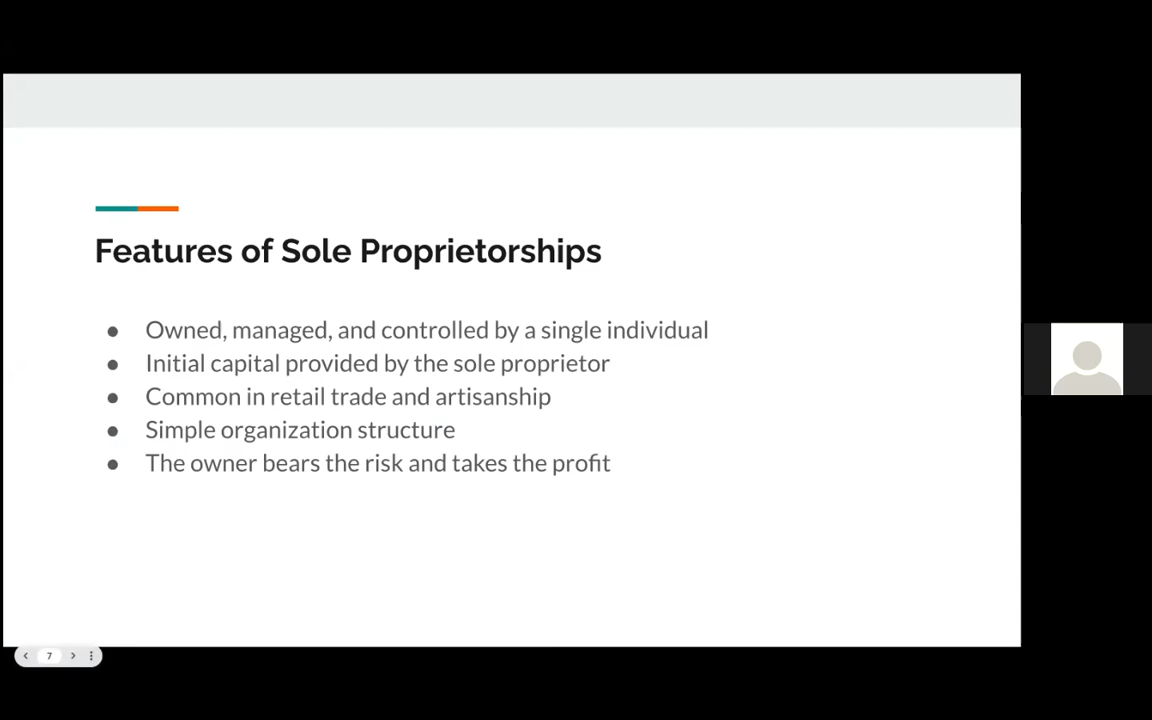 Features of Sole Proprietorships
● Owned, managed, and controlled by a single individual
● Initial capital provided by the sole proprietor
● Common in retail trade and artisanship
● Simple organization structure
● The owner bears the risk and takes the profit
7